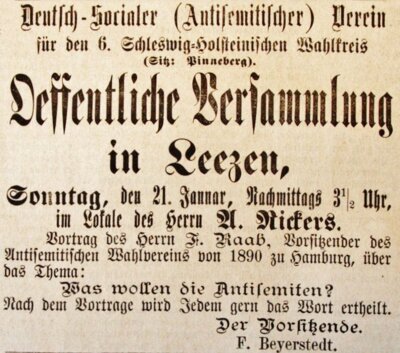 Deutsch-Socialer (Antisemitischer) Verein
für den 6. Schleswig-Holsteinischen Wahlkreis
(Sitz: Pinneberg).
Oeffentliche Versammlung
in Leezen,
Sonntag, den 21. Januar, Nachmittags 3½ Uhr,
im Lokale des Herrn A. Rickers.
Vortrag des Herrn F. Raab, Vorsitzender des
Antisemitischen Wahlvereins von 1890 zu Hamburg, über
das Thema:
Was wollen die Antisemiten?
Nach dem Vortrage wird Jedem gern das Wort ertheilt.
Der Vorsitzende.
F. Beyerstedt.